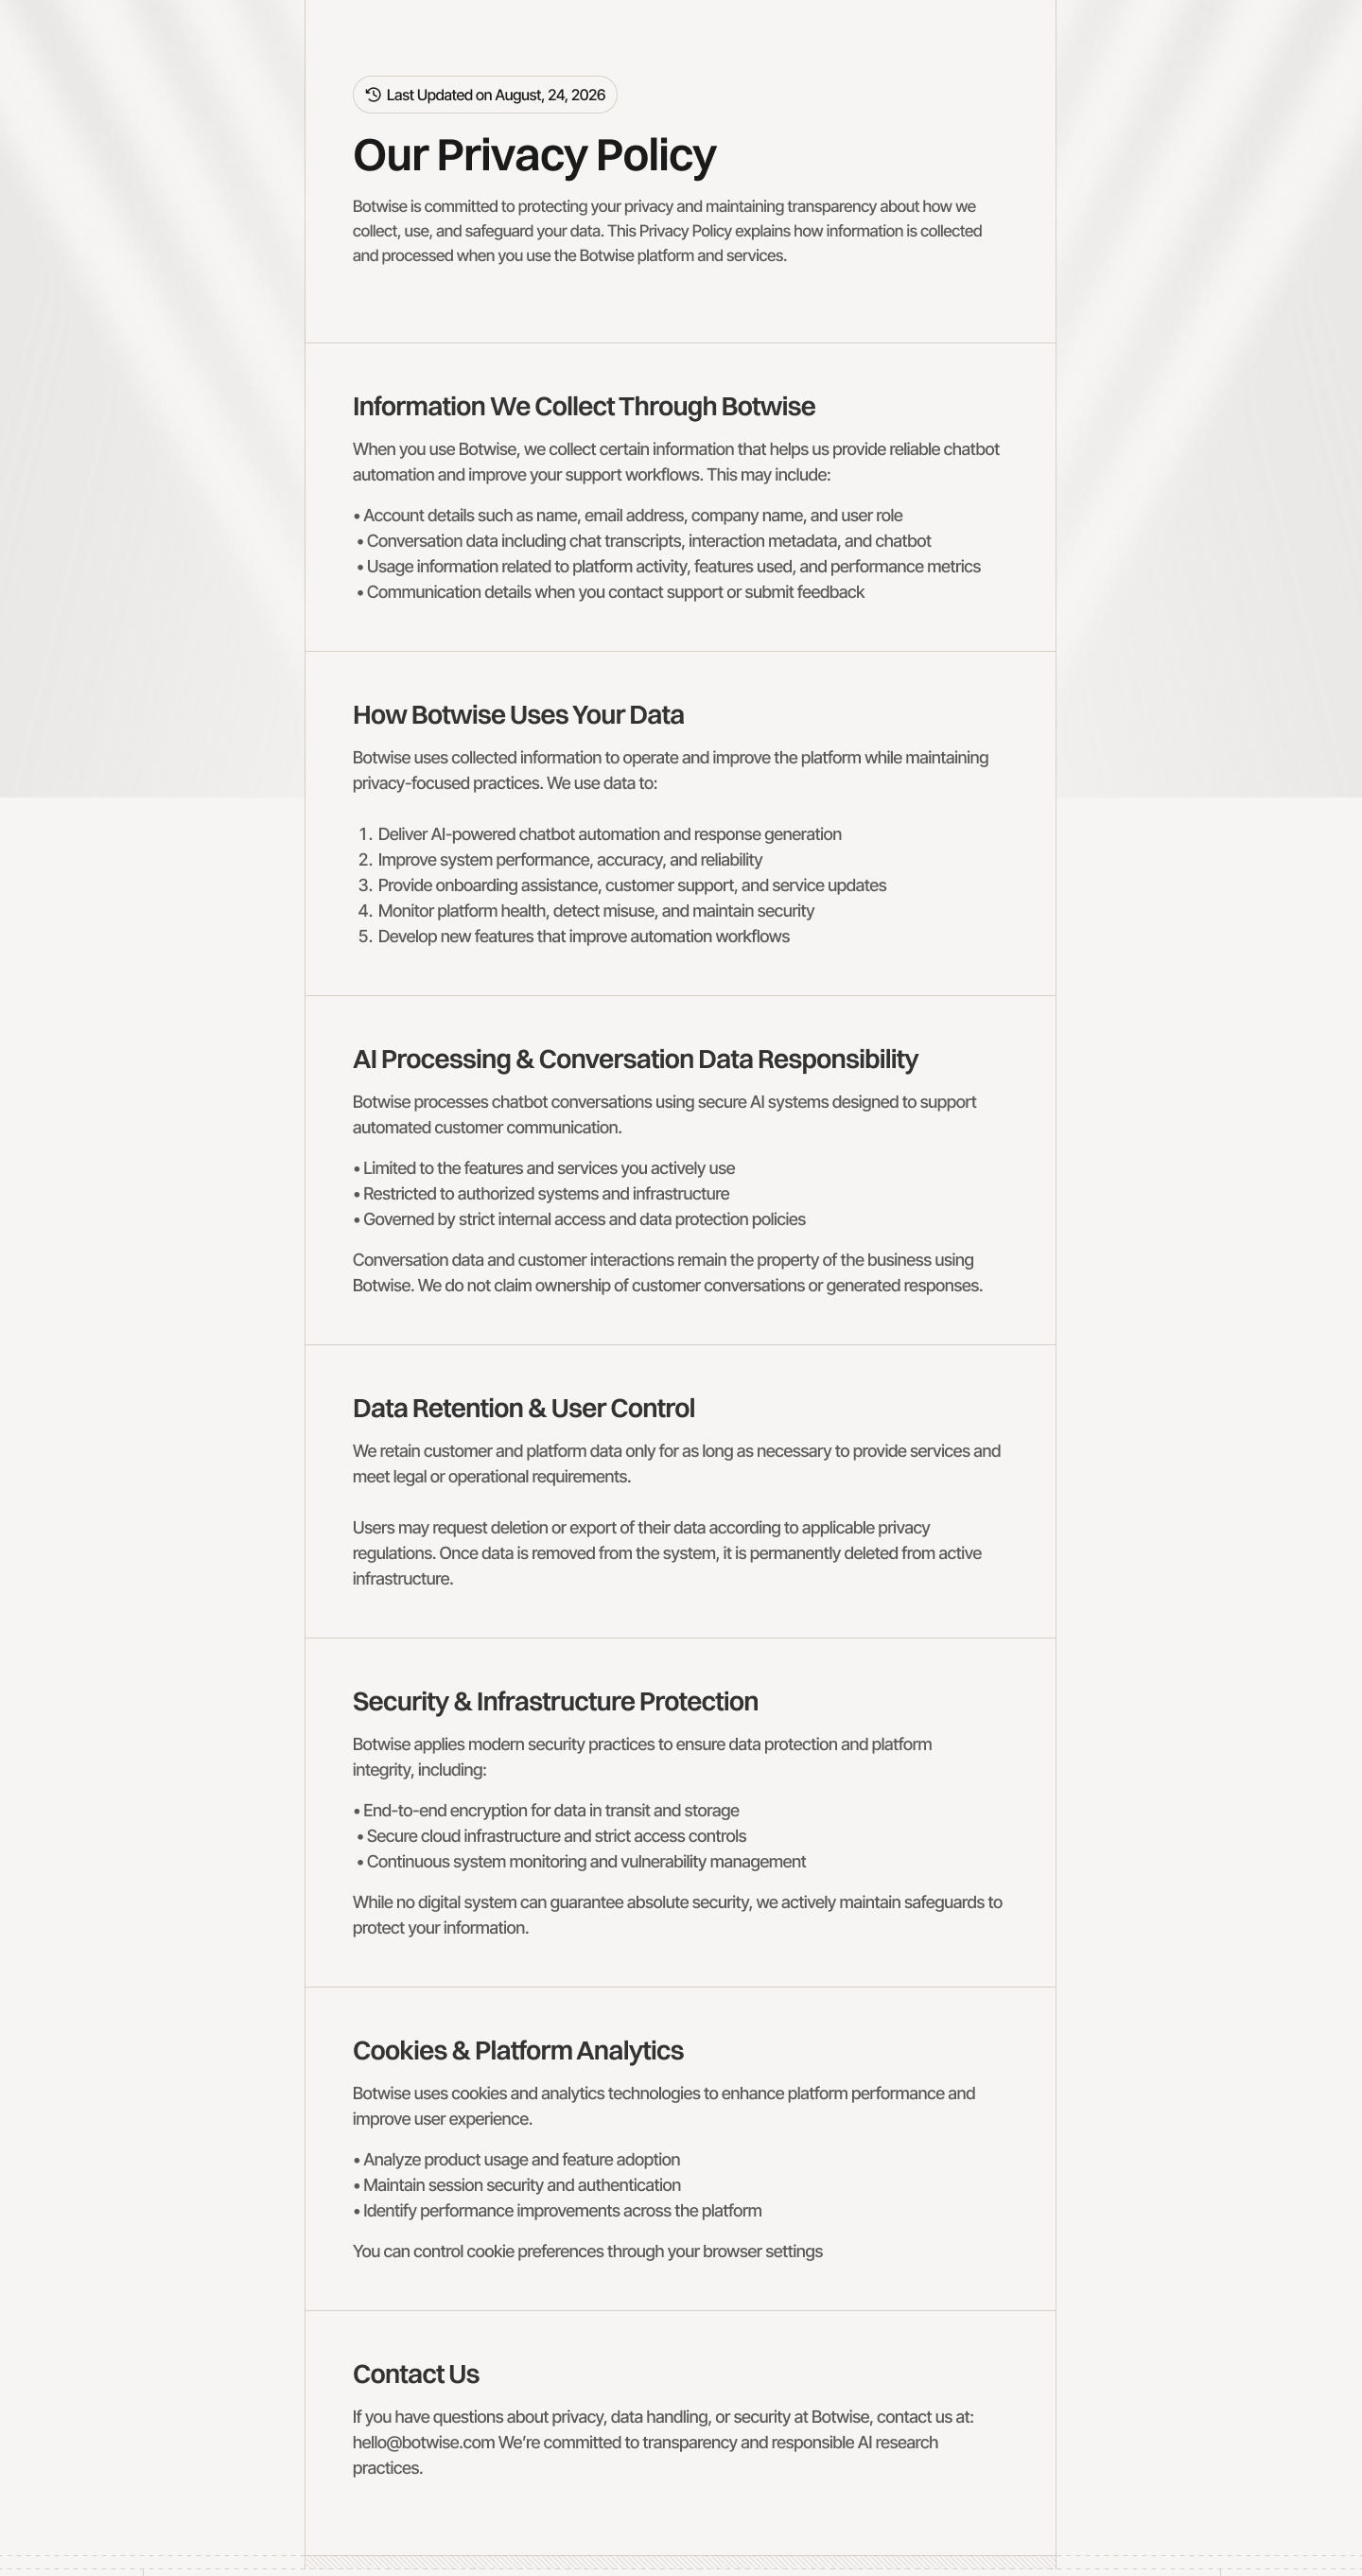 Last Updated on August, 24, 2026
Our Privacy Policy
Botwise is committed to protecting your privacy and maintaining transparency about how we
collect, use, and safeguard your data. This Privacy Policy explains how information is collected
and processed when you use the Botwise platform and services.
Information We Collect Through Botwise
When you use Botwise, we collect certain information that helps us provide reliable chatbot
automation and improve your support workflows. This may include:
• Account details such as name, email address, company name, and user role
• Conversation data including chat transcripts, interaction metadata, and chatbot
• Usage information related to platform activity, features used, and performance metrics
• Communication details when you contact support or submit feedback
How Botwise Uses Your Data
Botwise uses collected information to operate and improve the platform while maintaining
privacy-focused practices. We use data to:
1. Deliver AI-powered chatbot automation and response generation
2. Improve system performance, accuracy, and reliability
3. Provide onboarding assistance, customer support, and service updates
4. Monitor platform health, detect misuse, and maintain security
5. Develop new features that improve automation workflows
AI Processing & Conversation Data Responsibility
Botwise processes chatbot conversations using secure AI systems designed to support
automated customer communication.
• Limited to the features and services you actively use
• Restricted to authorized systems and infrastructure
• Governed by strict internal access and data protection policies
Conversation data and customer interactions remain the property of the business using
Botwise. We do not claim ownership of customer conversations or generated responses.
Data Retention & User Control
We retain customer and platform data only for as long as necessary to provide services and
meet legal or operational requirements.
Users may request deletion or export of their data according to applicable privacy
regulations. Once data is removed from the system, it is permanently deleted from active
infrastructure.
Security & Infrastructure Protection
Botwise applies modern security practices to ensure data protection and platform
integrity, including:
• End-to-end encryption for data in transit and storage
• Secure cloud infrastructure and strict access controls
• Continuous system monitoring and vulnerability management
While no digital system can guarantee absolute security, we actively maintain safeguards to
protect your information.
Cookies & Platform Analytics
Botwise uses cookies and analytics technologies to enhance platform performance and
improve user experience.
• Analyze product usage and feature adoption
• Maintain session security and authentication
• Identify performance improvements across the platform
You can control cookie preferences through your browser settings
Contact Us
If you have questions about privacy, data handling, or security at Botwise, contact us at:
hello@botwise.com We’re committed to transparency and responsible AI research
practices.